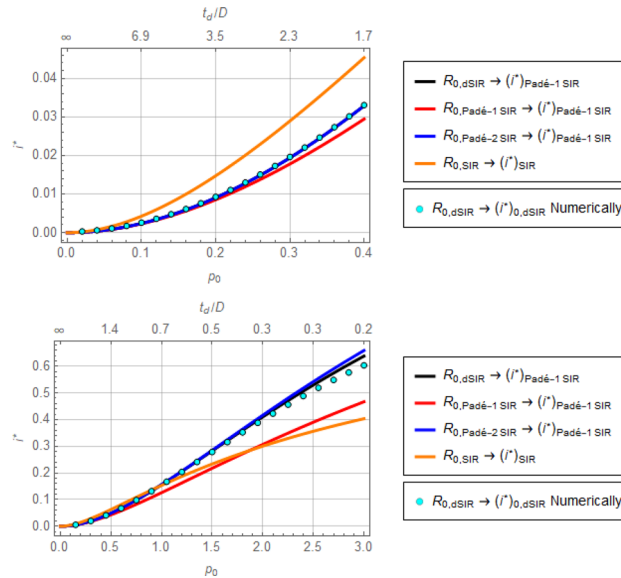 t_d/D
∞ 6.9 3.5 2.3 1.7
0.04
0.03
0.02
0.01
0.00
i*
0.0 0.1 0.2 0.3 0.4
p₀
R₀,dSIR → (i*)Padé−1 SIR
R₀,Padé−1 SIR → (i*)Padé−1 SIR
R₀,Padé−2 SIR → (i*)Padé−1 SIR
R₀,SIR → (i*)SIR
R₀,dSIR → (i*)₀,dSIR Numerically
t_d/D
∞ 1.4 0.7 0.5 0.3 0.3 0.2
0.6
0.5
0.4
0.3
0.2
0.1
0.0
i*
0.0 0.5 1.0 1.5 2.0 2.5 3.0
p₀
R₀,dSIR → (i*)Padé−1 SIR
R₀,Padé−1 SIR → (i*)Padé−1 SIR
R₀,Padé−2 SIR → (i*)Padé−1 SIR
R₀,SIR → (i*)SIR
R₀,dSIR → (i*)₀,dSIR Numerically